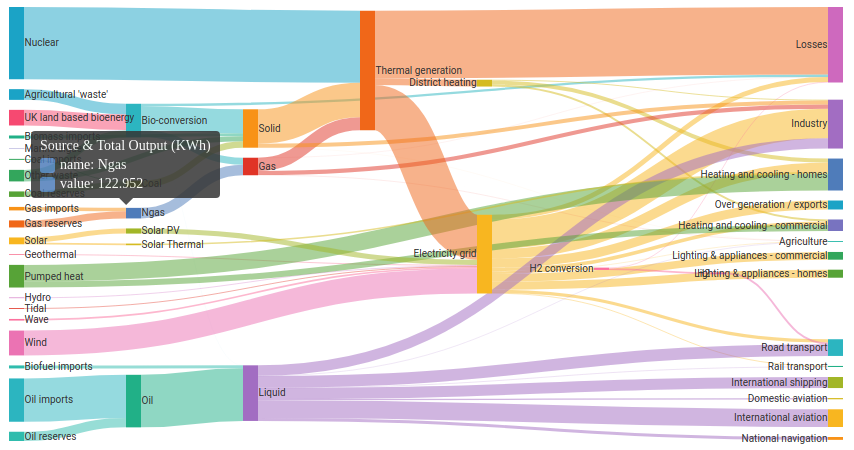 Nuclear
Agricultural 'waste'
UK land based bioenergy
Gas imports
Gas reserves
Solar
Geothermal
Pumped heat
Hydro
Tidal
Wave
Wind
Biofuel imports
Oil imports
Oil reserves
Bio-conversion
Source & Total Output (KWh)
name: Ngas
value: 122.952
Coal
Ngas
Solar PV
Solar Thermal
Oil
Solid
Gas
Liquid
Thermal generation
District heating
Electricity grid
H2 conversion
H2
Losses
Industry
Heating and cooling - homes
Over generation / exports
Heating and cooling - commercial
Agriculture
Lighting & appliances - commercial
Lighting & appliances - homes
Road transport
Rail transport
International shipping
Domestic aviation
International aviation
National navigation